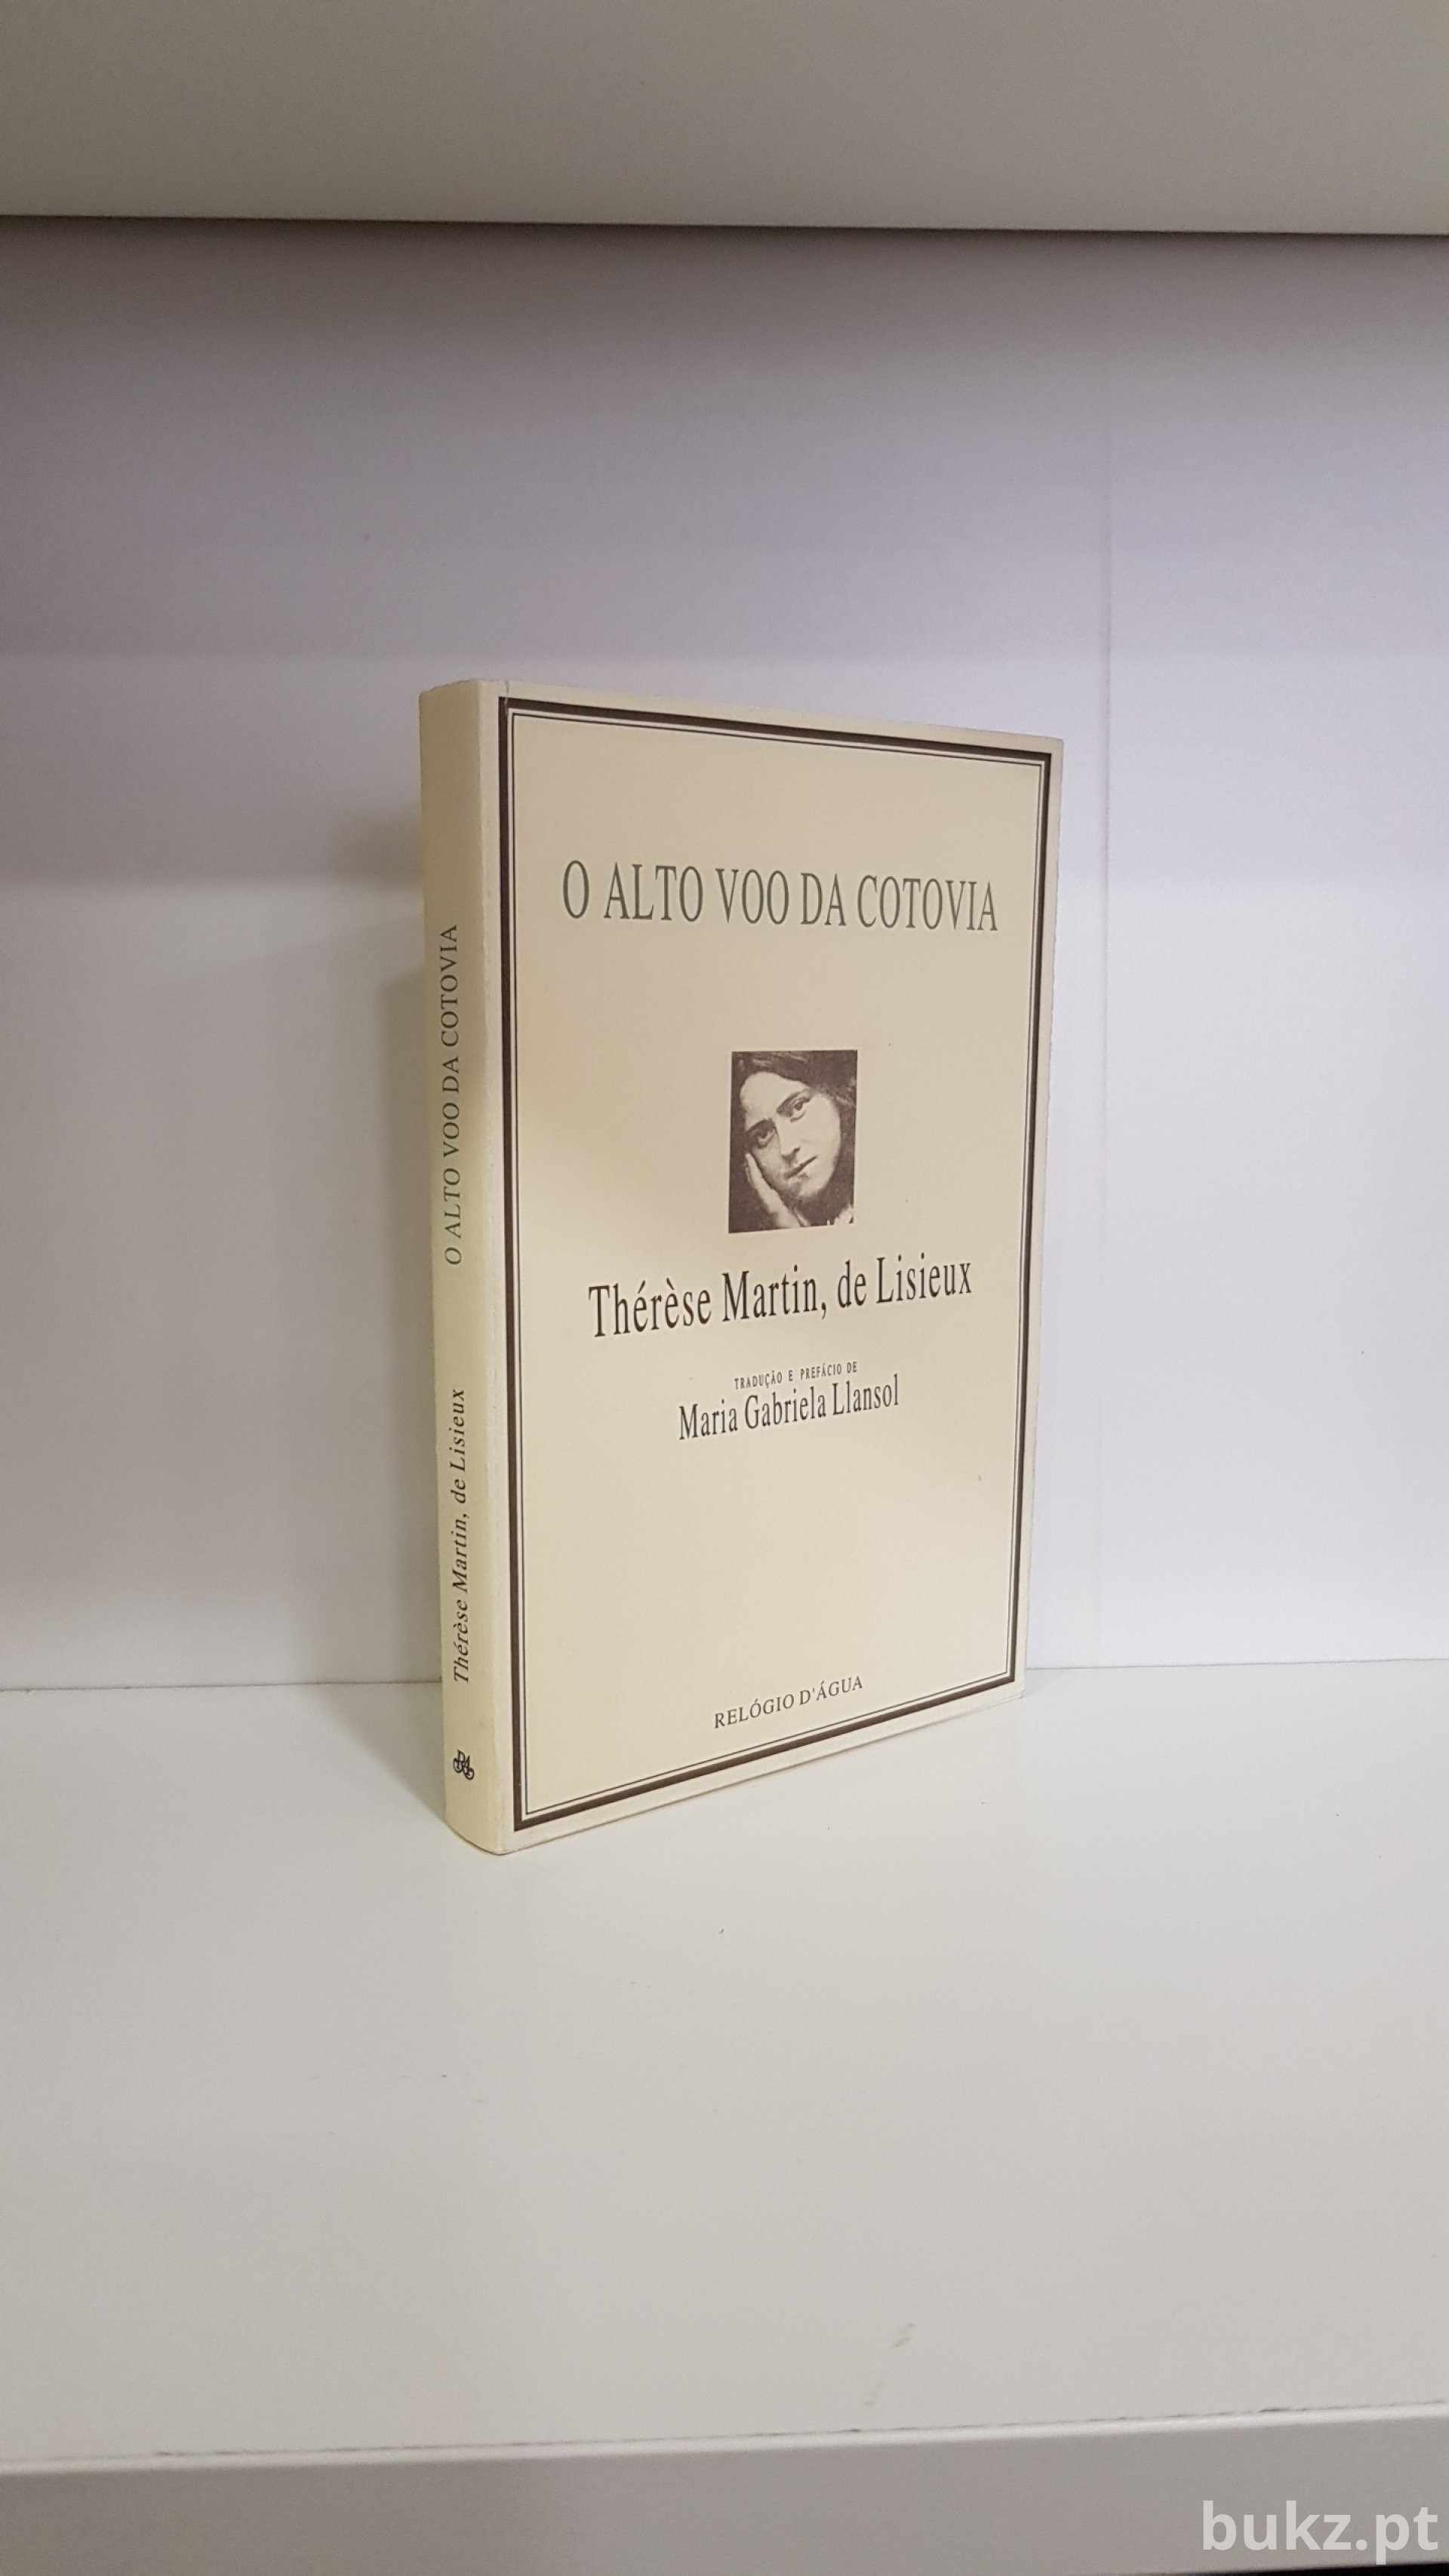 O ALTO VOO DA COTOVIA
Thérèse Martin, de Lisieux
TRADUÇÃO E PREFÁCIO DE
Maria Gabriela Llansol
RELÓGIO D'ÁGUA
O ALTO VOO DA COTOVIA
Thérèse Martin, de Lisieux
bukz.pt